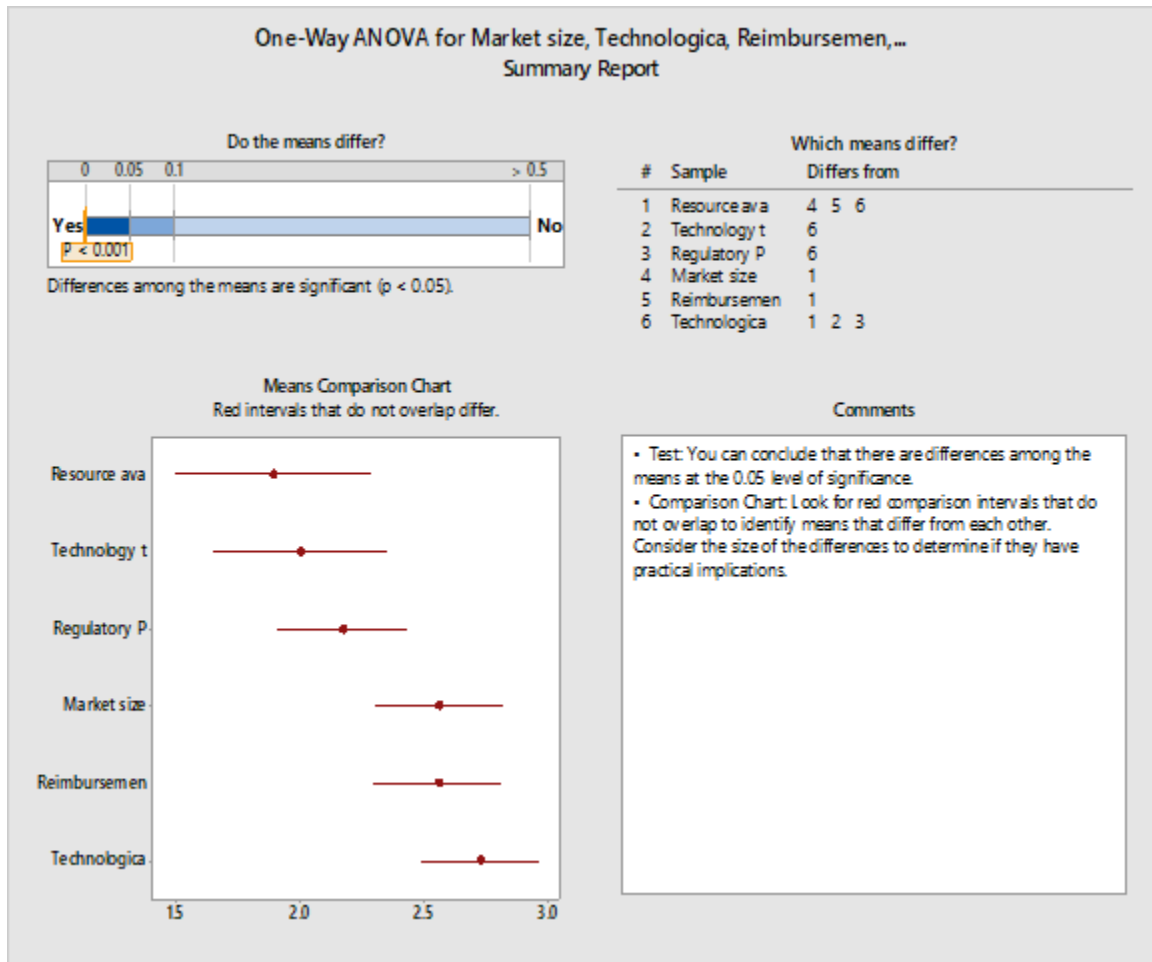 One-Way ANOVA for Market size, Technologica, Reimbursemen,...
Summary Report
Do the means differ?
0 0.05 0.1 > 0.5
Yes No
P < 0.001
Differences among the means are significant (p < 0.05).
Which means differ?
# Sample Differs from
1 Resource ava 4 5 6
2 Technology t 6
3 Regulatory P 6
4 Market size 1
5 Reimbursemen 1
6 Technologica 1 2 3
Means Comparison Chart
Red intervals that do not overlap differ.
Resource ava
Technology t
Regulatory P
Market size
Reimbursemen
Technologica
1.5 2.0 2.5 3.0
Comments
• Test: You can conclude that there are differences among the
means at the 0.05 level of significance.
• Comparison Chart: Look for red comparison intervals that do
not overlap to identify means that differ from each other.
Consider the size of the differences to determine if they have
practical implications.